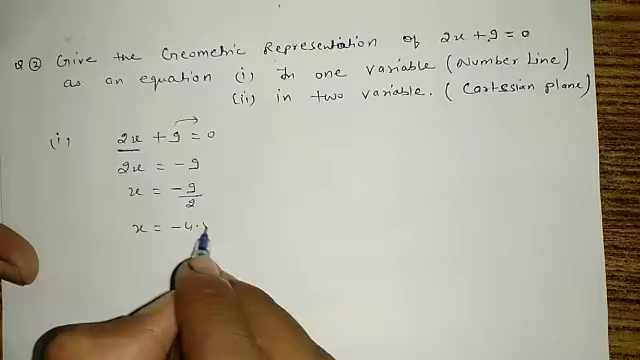 Q ② Give the Geometric Representation of 2x + 9 = 0
as an equation (i) In one variable (Number Line)
(ii) in two variable. (Cartesian plane)
(i) 2x + 9 = 0
2x = -9
x = -9/2
x = -4.